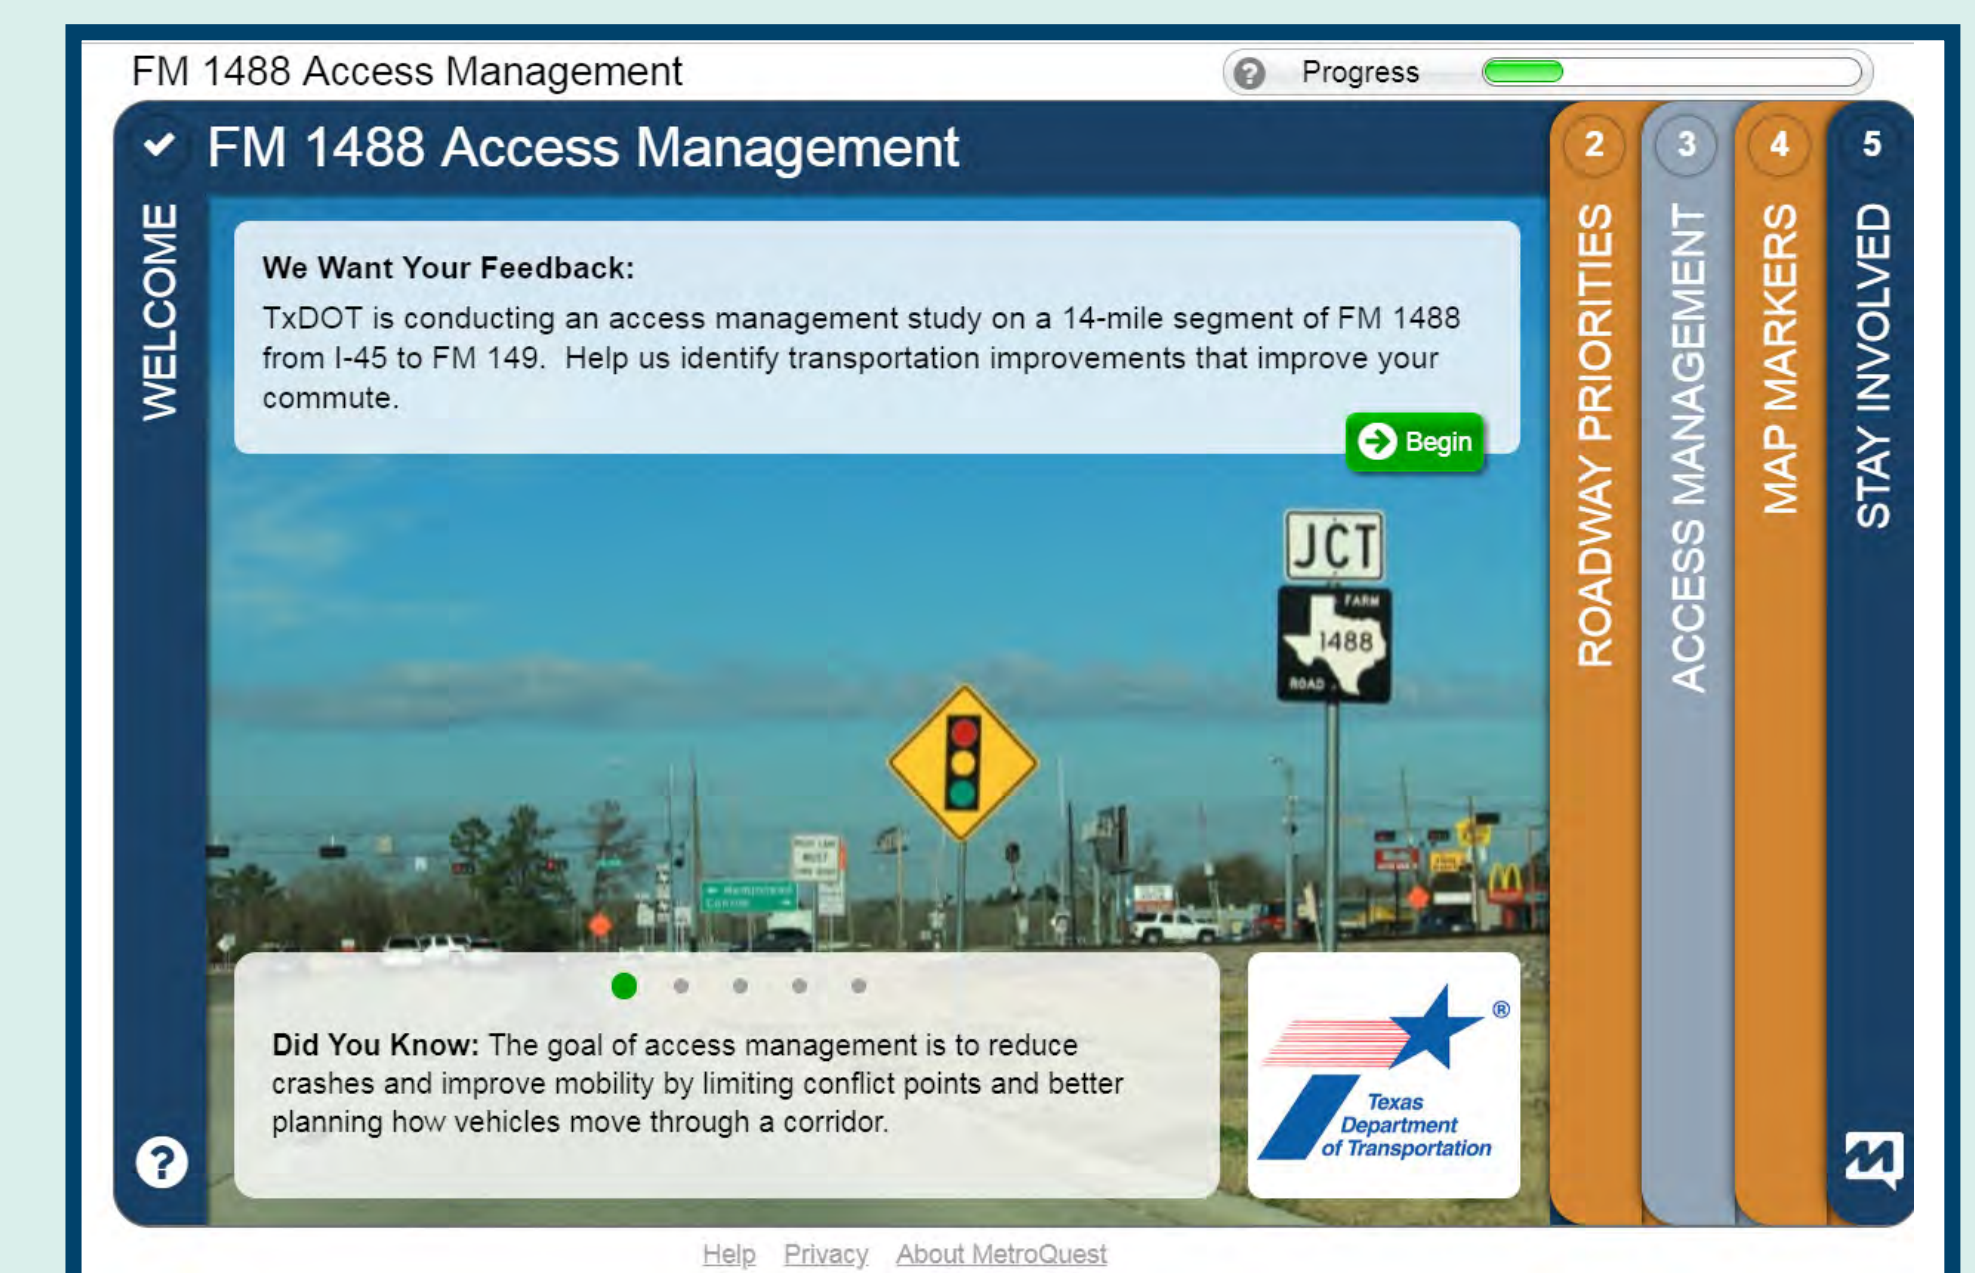 FM 1488 Access Management
Progress
FM 1488 Access Management
WELCOME
We Want Your Feedback:
TxDOT is conducting an access management study on a 14-mile segment of FM 1488
from I-45 to FM 149.  Help us identify transportation improvements that improve your
commute.
Begin
JCT
FARM
1488
ROAD
MUST
Did You Know: The goal of access management is to reduce
crashes and improve mobility by limiting conflict points and better
planning how vehicles move through a corridor.
®
Texas
Department
of Transportation
2
ROADWAY PRIORITIES
3
ACCESS MANAGEMENT
4
MAP MARKERS
5
STAY INVOLVED
Help Privacy About MetroQuest